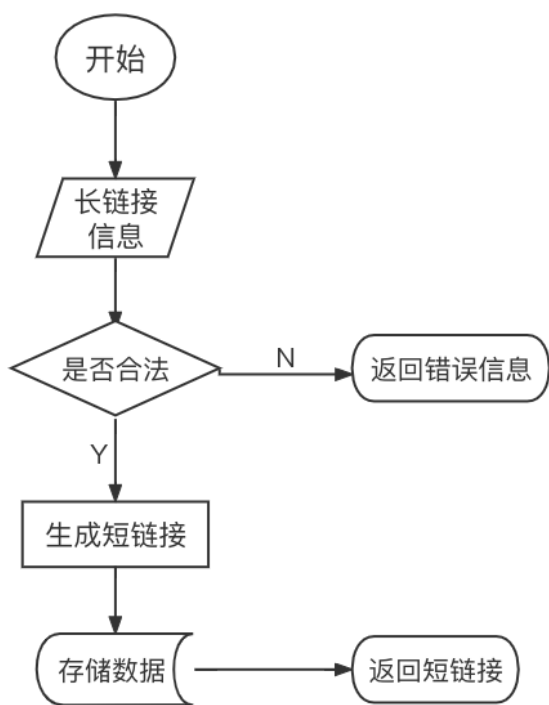 开始
长链接
信息
是否合法
N
返回错误信息
Y
生成短链接
存储数据
返回短链接